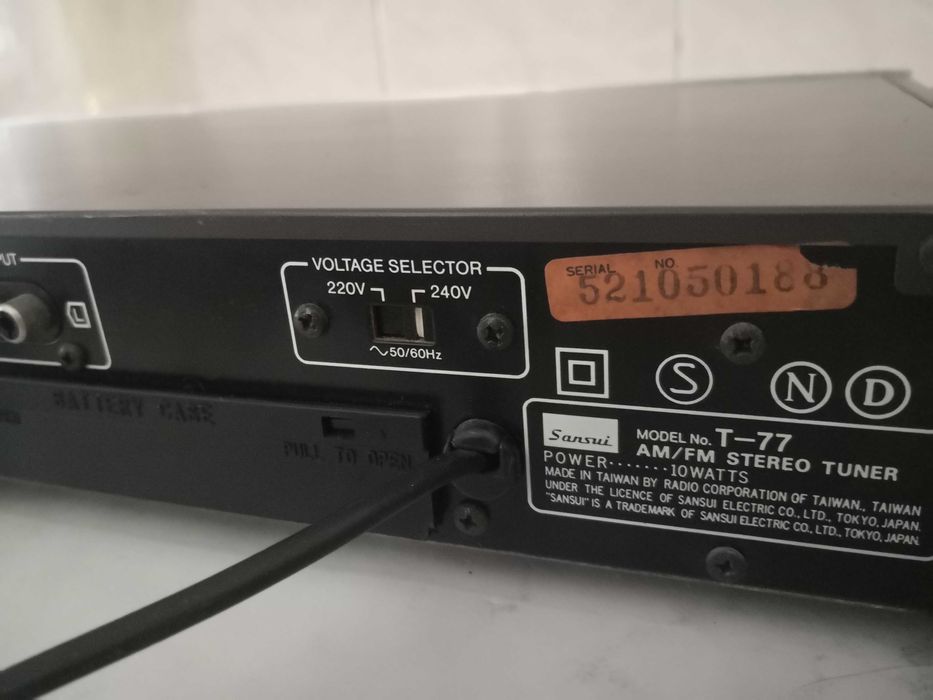 PUT
L
VOLTAGE SELECTOR
220V 240V
50/60Hz
SERIAL NO.
521050188
S N D
BATTERY CASE
PULL TO OPEN
Sansui
MODEL No. T-77
AM/FM STEREO TUNER
POWER.......10WATTS
MADE IN TAIWAN BY RADIO CORPORATION OF TAIWAN., TAIWAN
UNDER THE LICENCE OF SANSUI ELECTRIC CO., LTD., TOKYO, JAPAN.
"SANSUI" IS A TRADEMARK OF SANSUI ELECTRIC CO., LTD., TOKYO, JAPAN.